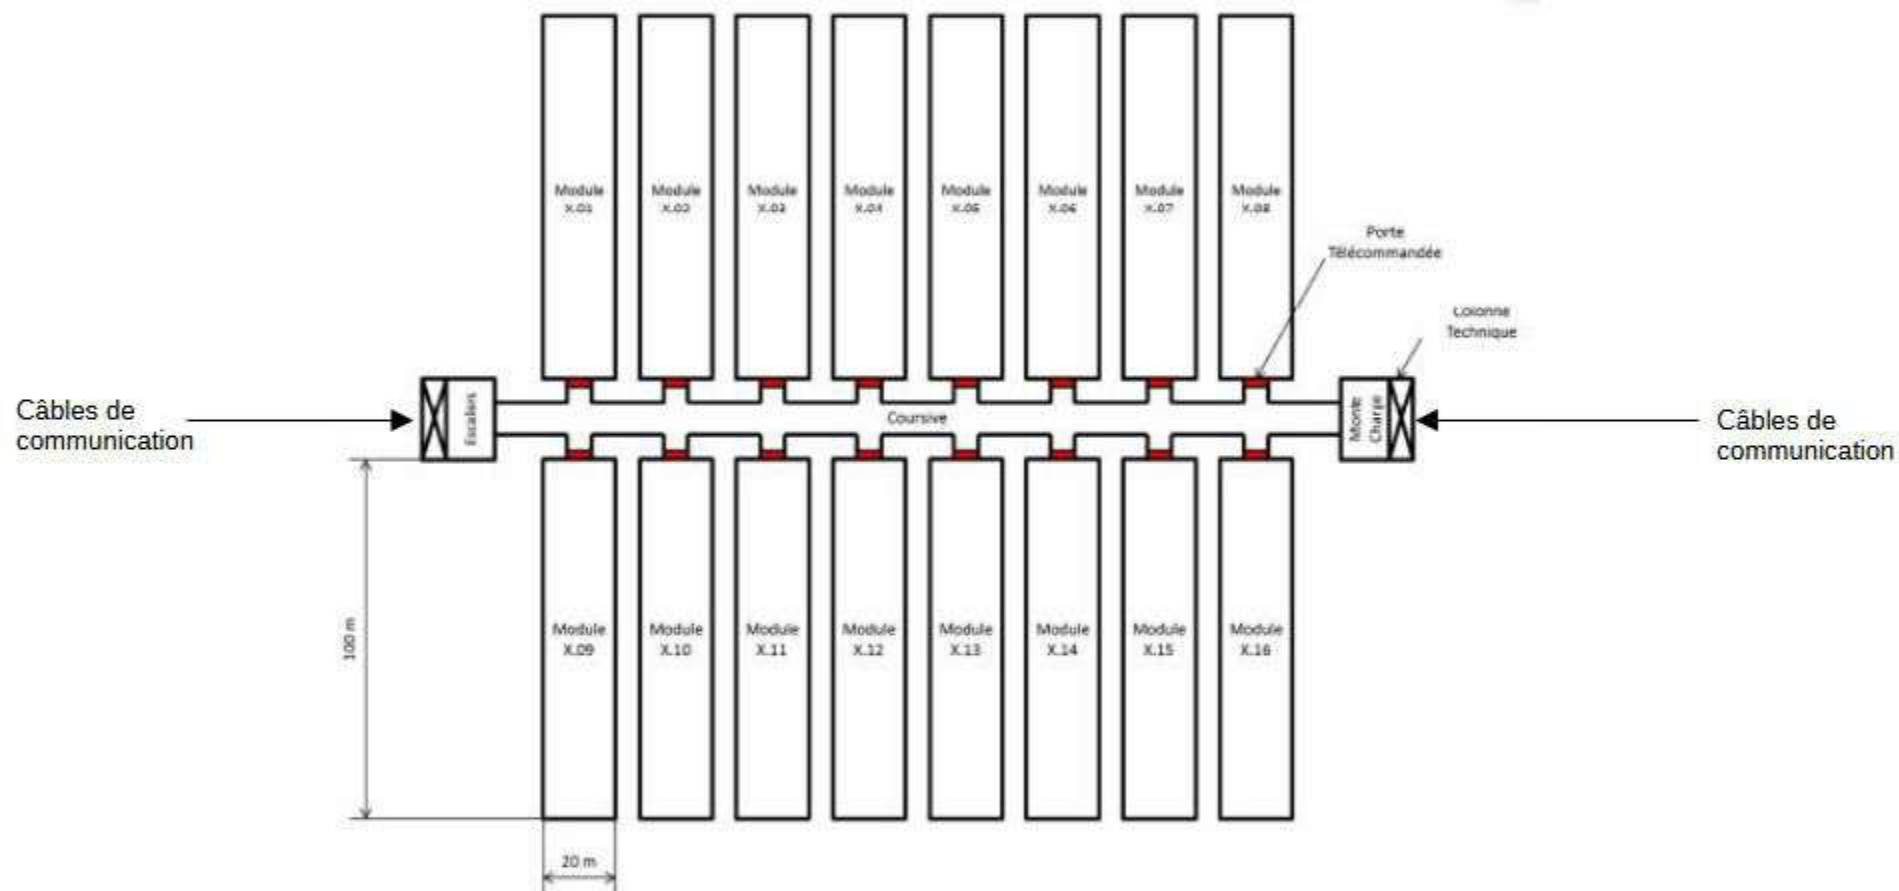 Module Module Module Module Module Module Module Module
X.01 X.02 X.03 X.04 X.05 X.06 X.07 X.08
Porte
Télécommandée
Colonne
Technique
Câbles de
communication
Escaliers
Coursive
Monte
Charge
Câbles de
communication
100 m
Module Module Module Module Module Module Module Module
X.09 X.10 X.11 X.12 X.13 X.14 X.15 X.16
20 m